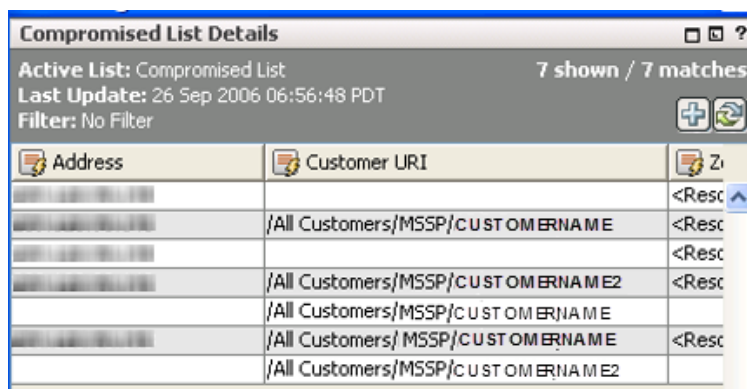 Compromised List Details ?
Active List: Compromised List 7 shown / 7 matches
Last Update: 26 Sep 2006 06:56:48 PDT
Filter: No Filter
Address Customer URI
<Resc
/All Customers/MSSP/CUSTOMERNAME <Resc
<Resc
/All Customers/MSSP/CUSTOMERNAME2 <Resc
/All Customers/MSSP/CUSTOMERNAME
/All Customers/MSSP/CUSTOMERNAME <Resc
/All Customers/MSSP/CUSTOMERNAME2